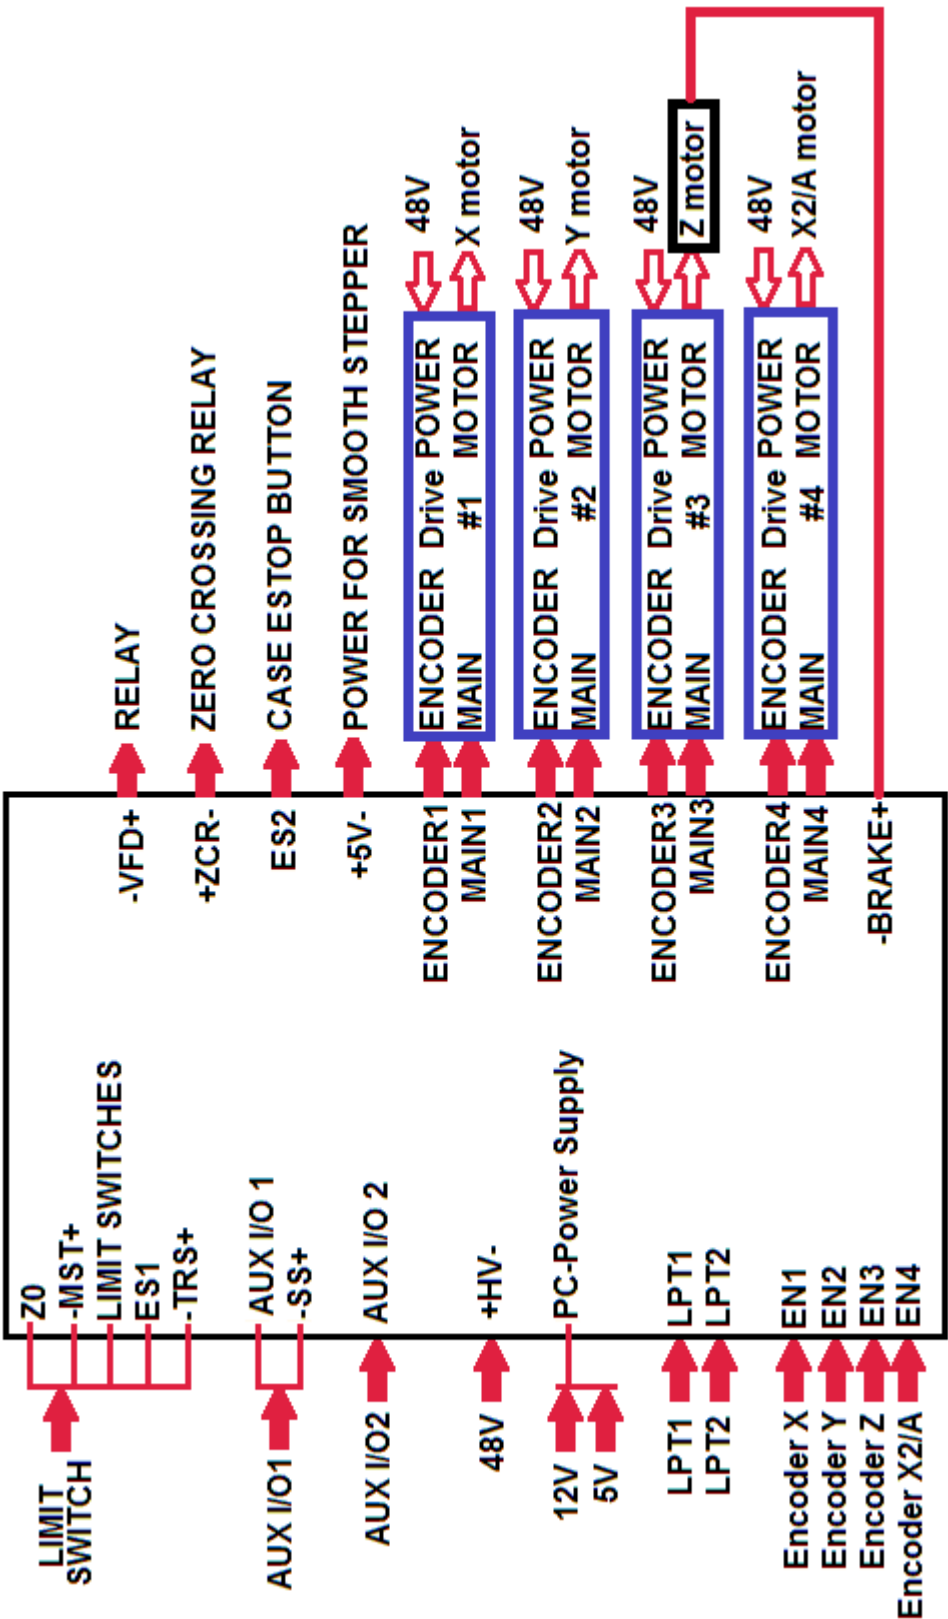 LIMIT
SWITCH
Z0
-MST+
LIMIT SWITCHES
ES1
-TRS+
AUX I/O1
AUX I/O 1
-SS+
AUX I/O2
AUX I/O 2
48V
+HV-
12V
5V
PC-Power Supply
LPT1
LPT1
LPT2
LPT2
Encoder X
EN1
Encoder Y
EN2
Encoder Z
EN3
Encoder X2/A
EN4
-VFD+
RELAY
+ZCR-
ZERO CROSSING RELAY
ES2
CASE ESTOP BUTTON
+5V-
POWER FOR SMOOTH STEPPER
ENCODER1
ENCODER Drive POWER
48V
MAIN1
MAIN #1 MOTOR
X motor
ENCODER2
ENCODER Drive POWER
48V
MAIN2
MAIN #2 MOTOR
Y motor
ENCODER3
ENCODER Drive POWER
48V
MAIN3
MAIN #3 MOTOR
Z motor
ENCODER4
ENCODER Drive POWER
48V
MAIN4
MAIN #4 MOTOR
X2/A motor
-BRAKE+